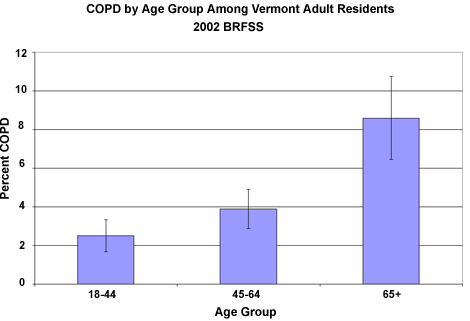 COPD by Age Group Among Vermont Adult Residents
2002 BRFSS
Percent COPD
12
10
8
6
4
2
0
18-44
45-64
65+
Age Group